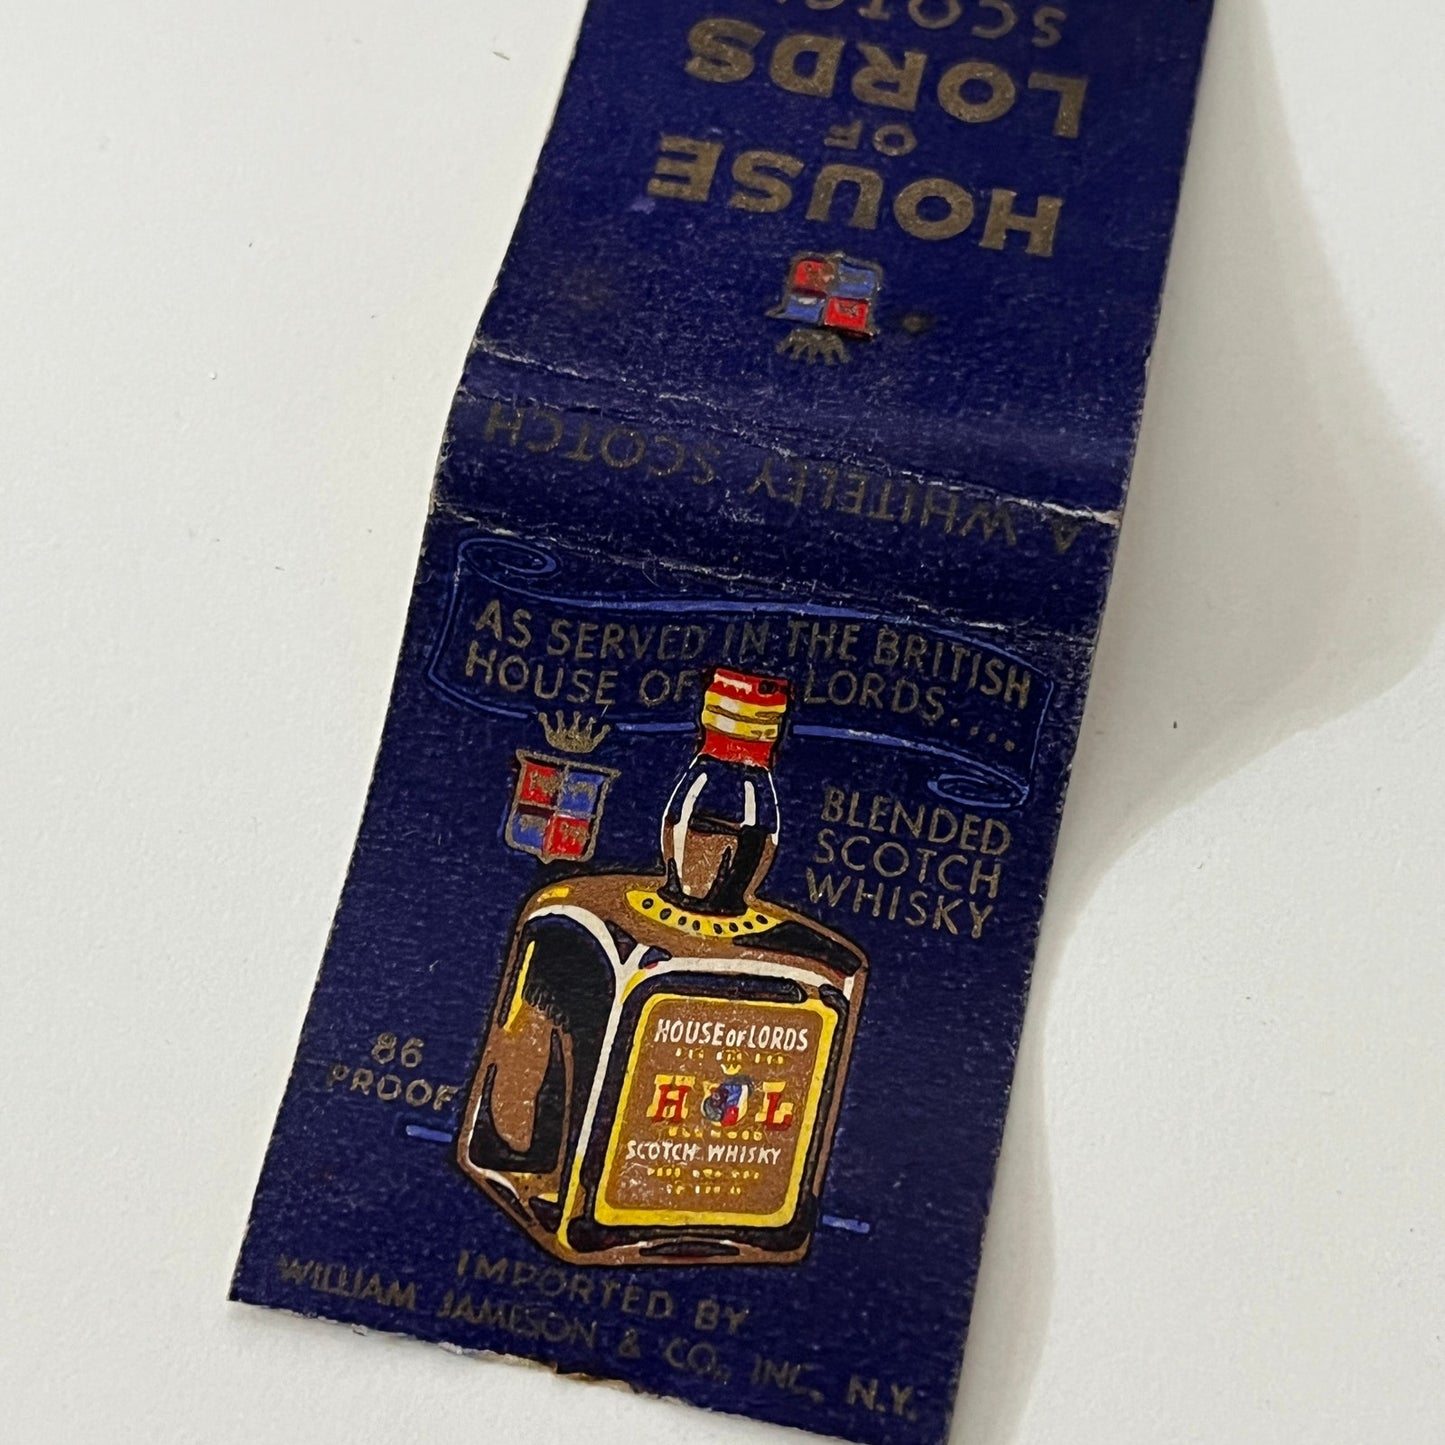 HOUSE
OF
LORDS
SCOTCH
A WHITELEY SCOTCH
AS SERVED IN THE BRITISH
HOUSE OF LORDS....
BLENDED
SCOTCH
WHISKY
86
PROOF
HOUSE OF LORDS
H L
SCOTCH WHISKY
IMPORTED BY
WILLIAM JAMESON & CO., INC., N.Y.